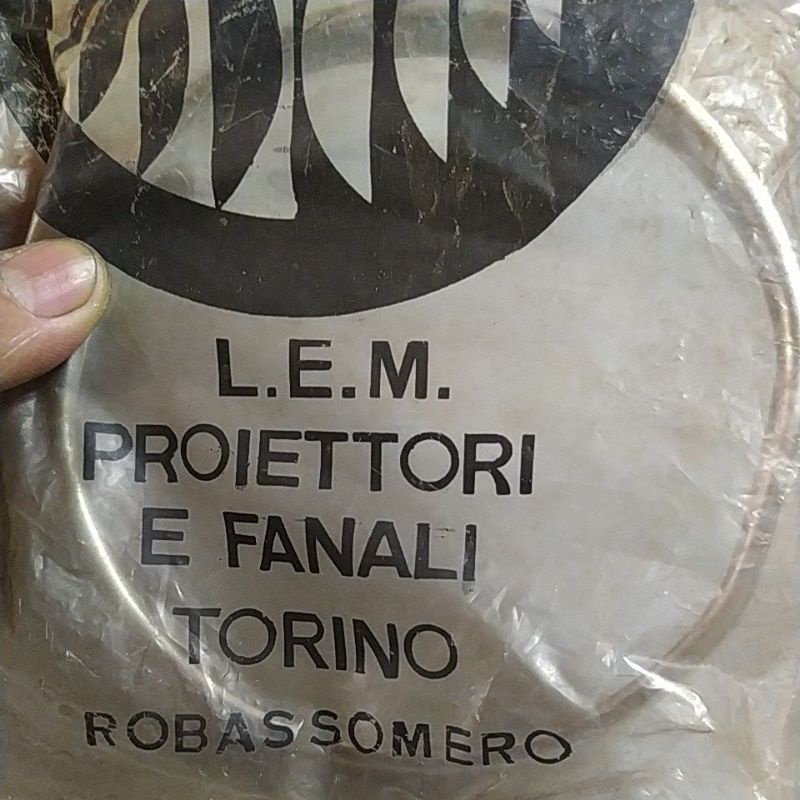 L.E.M.
PROIETTORI
E FANALI
TORINO
ROBASSOMERO